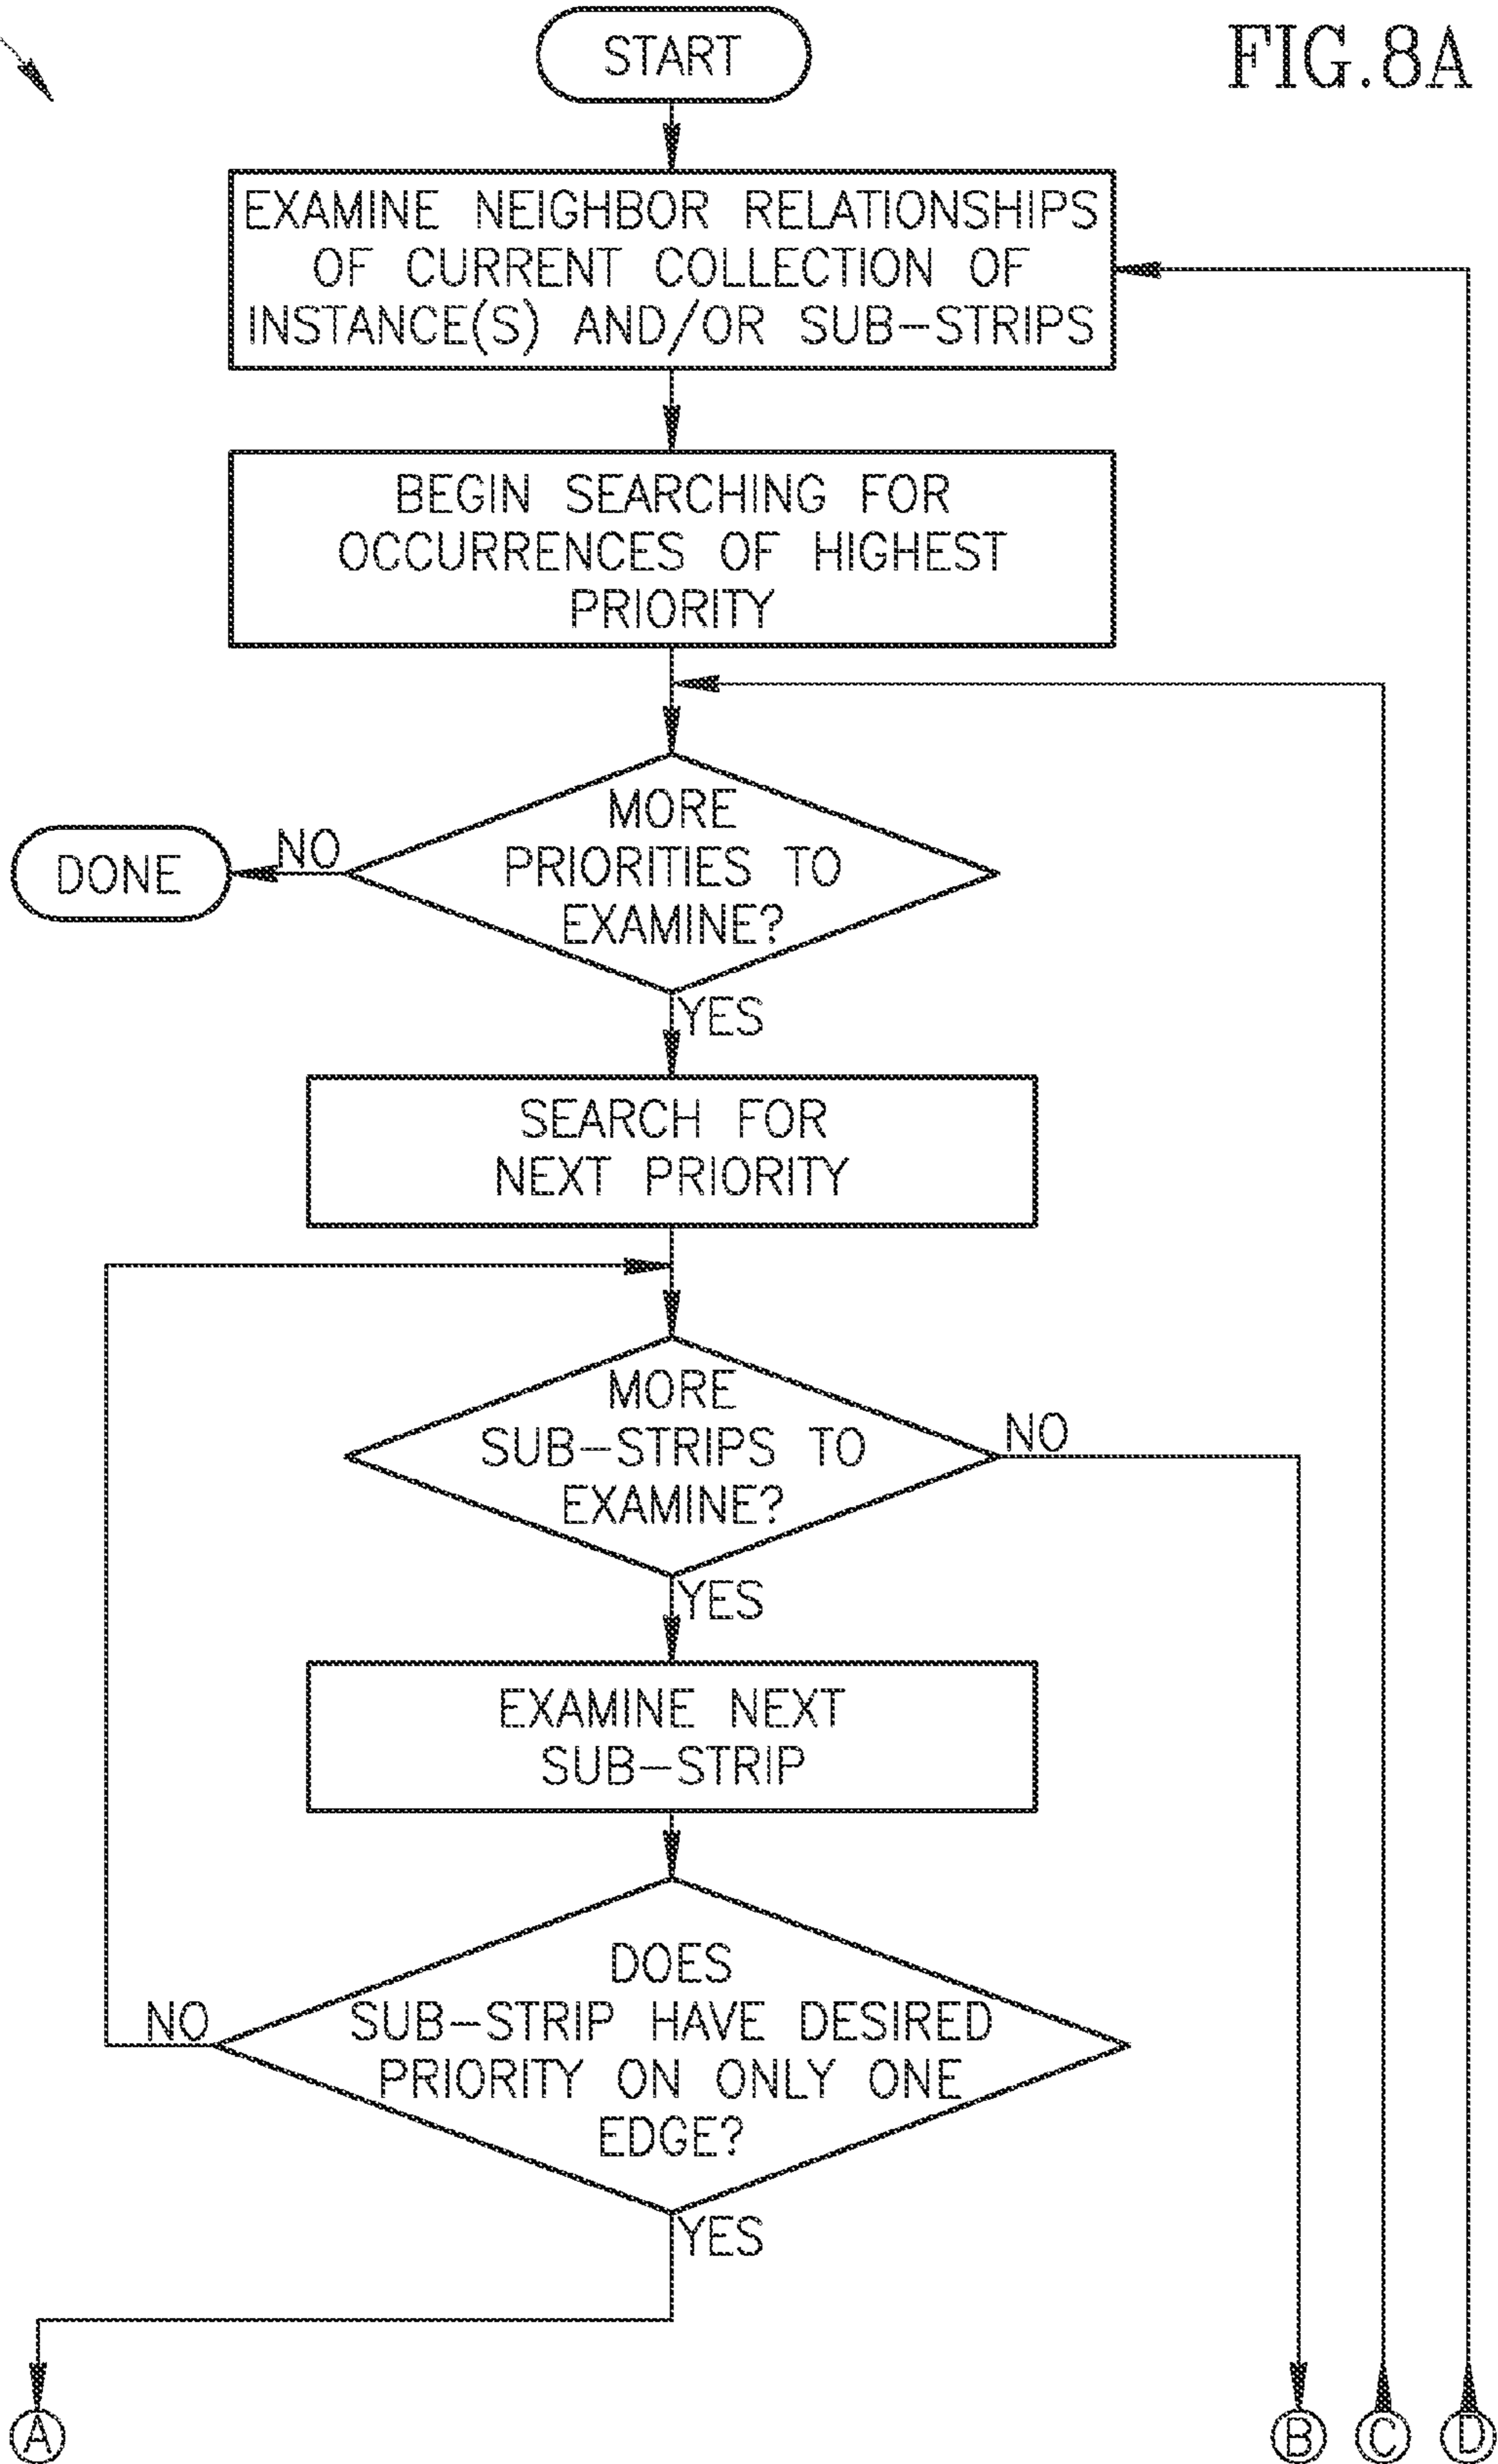 START
FIG.8A
EXAMINE NEIGHBOR RELATIONSHIPS
OF CURRENT COLLECTION OF
INSTANCE(S) AND/OR SUB-STRIPS
BEGIN SEARCHING FOR
OCCURRENCES OF HIGHEST
PRIORITY
MORE
PRIORITIES TO
EXAMINE?
NO
DONE
YES
SEARCH FOR
NEXT PRIORITY
MORE
SUB-STRIPS TO
EXAMINE?
NO
YES
EXAMINE NEXT
SUB-STRIP
DOES
SUB-STRIP HAVE DESIRED
PRIORITY ON ONLY ONE
EDGE?
NO
YES
A
B
C
D